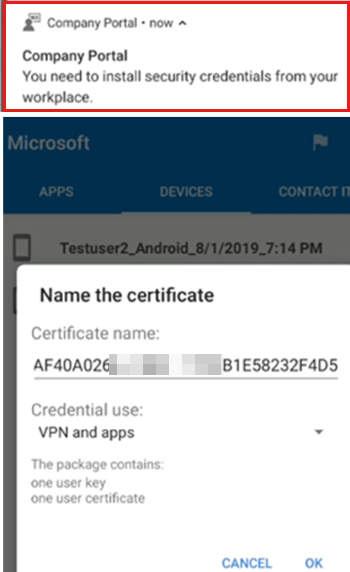 Company Portal • now
Company Portal
You need to install security credentials from your
workplace.
Microsoft
APPS DEVICES CONTACT IT
Testuser2_Android_8/1/2019_7:14 PM
Name the certificate
Certificate name:
AF40A026 B1E58232F4D5
Credential use:
VPN and apps
The package contains:
one user key
one user certificate
CANCEL OK